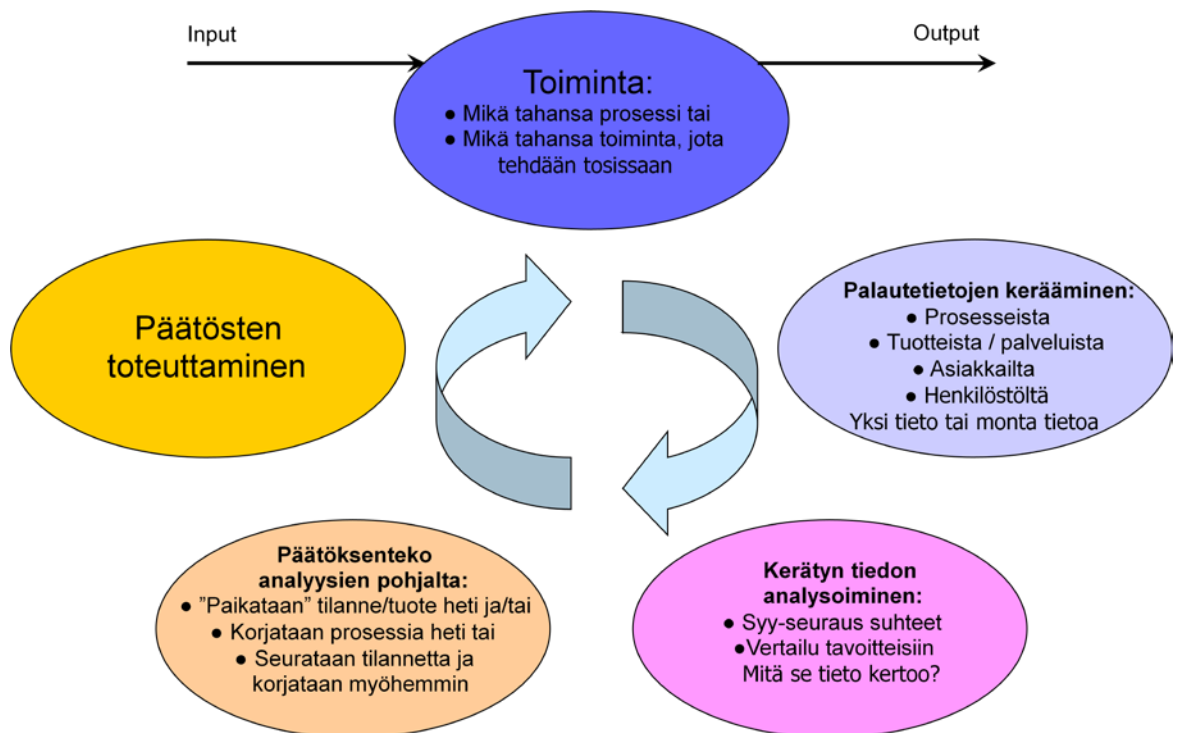 Input
Output
Toiminta:
● Mikä tahansa prosessi tai
● Mikä tahansa toiminta, jota
tehdään tosissaan
Palautetietojen kerääminen:
● Prosesseista
● Tuotteista / palveluista
● Asiakkailta
● Henkilöstöltä
Yksi tieto tai monta tietoa
Päätösten
toteuttaminen
Päätöksenteko
analyysien pohjalta:
● ”Paikataan” tilanne/tuote heti ja/tai
● Korjataan prosessia heti tai
● Seurataan tilannetta ja
korjataan myöhemmin
Kerätyn tiedon
analysoiminen:
● Syy-seuraus suhteet
●Vertailu tavoitteisiin
Mitä se tieto kertoo?